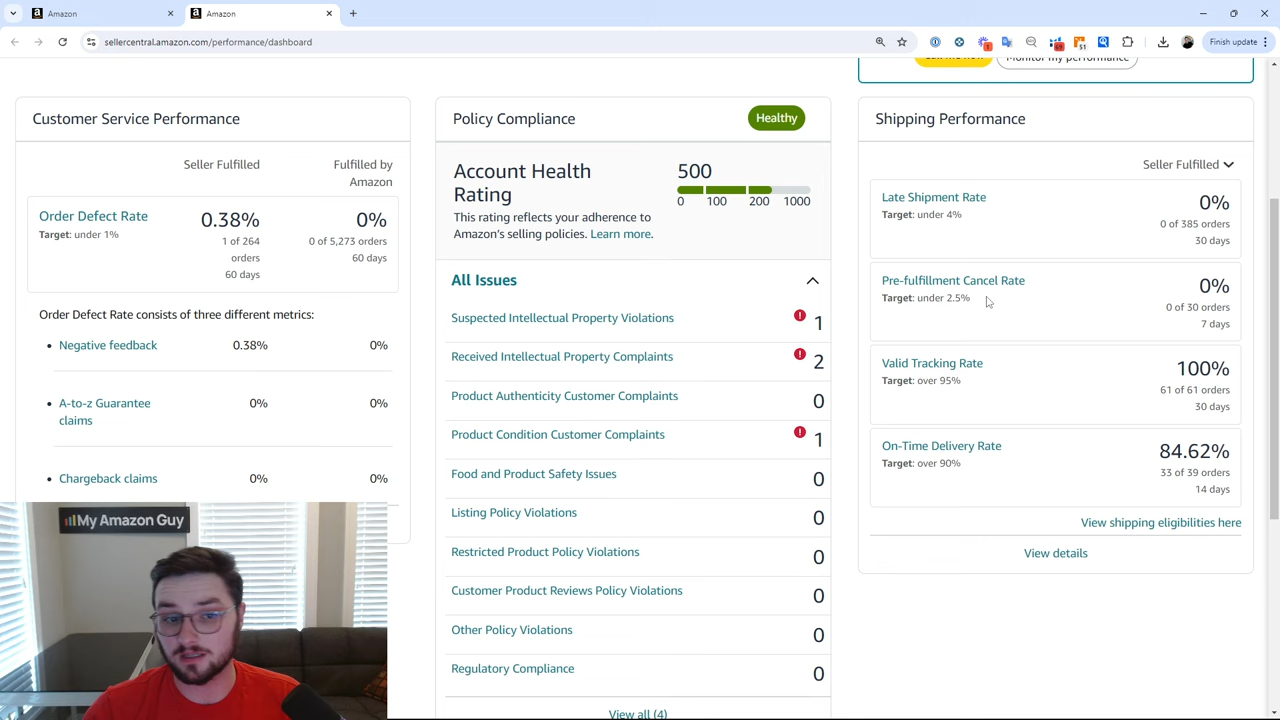 Amazon
Amazon
sellercentral.amazon.com/performance/dashboard
Finish update
Monitor my performance
Customer Service Performance
Seller Fulfilled
Fulfilled by
Amazon
Order Defect Rate
Target: under 1%
0.38%
1 of 264
orders
60 days
0%
0 of 5,273 orders
60 days
Order Defect Rate consists of three different metrics:
• Negative feedback 0.38% 0%
• A-to-z Guarantee
claims
0% 0%
• Chargeback claims 0% 0%
My Amazon Guy
Policy Compliance
Healthy
Account Health
Rating
500
0 100 200 1000
This rating reflects your adherence to
Amazon's selling policies. Learn more.
All Issues
Suspected Intellectual Property Violations ! 1
Received Intellectual Property Complaints ! 2
Product Authenticity Customer Complaints 0
Product Condition Customer Complaints ! 1
Food and Product Safety Issues 0
Listing Policy Violations 0
Restricted Product Policy Violations 0
Customer Product Reviews Policy Violations 0
Other Policy Violations 0
Regulatory Compliance 0
View all (4)
Shipping Performance
Seller Fulfilled
Late Shipment Rate
Target: under 4%
0%
0 of 385 orders
30 days
Pre-fulfillment Cancel Rate
Target: under 2.5%
0%
0 of 30 orders
7 days
Valid Tracking Rate
Target: over 95%
100%
61 of 61 orders
30 days
On-Time Delivery Rate
Target: over 90%
84.62%
33 of 39 orders
14 days
View shipping eligibilities here
View details